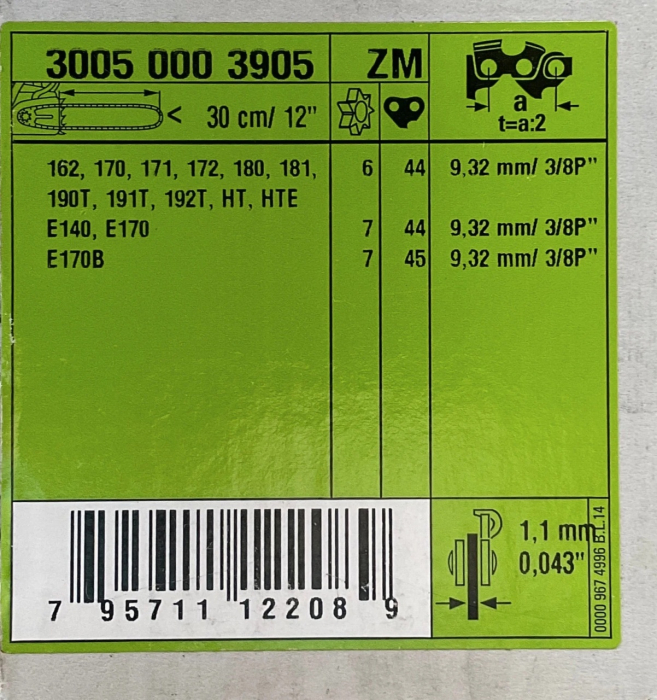 3005 000 3905 ZM
< 30 cm/ 12"
a
t=a:2
162, 170, 171, 172, 180, 181, 6 44 9,32 mm/ 3/8P"
190T, 191T, 192T, HT, HTE
E140, E170 7 44 9,32 mm/ 3/8P"
E170B 7 45 9,32 mm/ 3/8P"
1,1 mm
0,043"
0000 967 4996 B.L.14
7 95711 12208 9